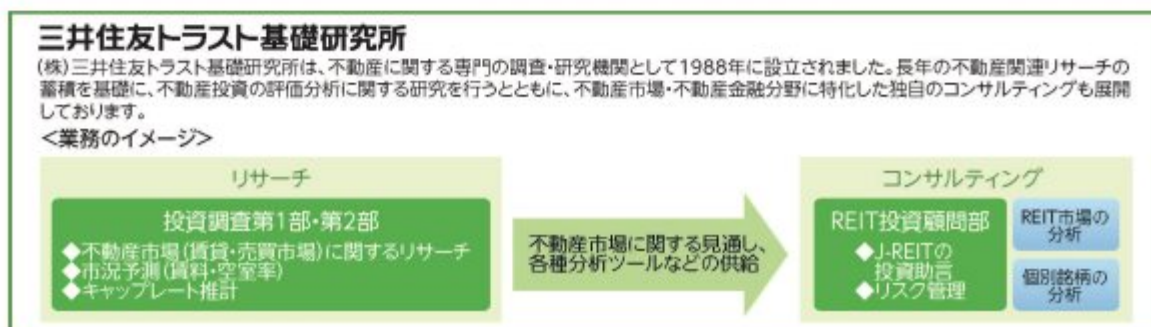 三井住友トラスト基礎研究所
(株)三井住友トラスト基礎研究所は、不動産に関する専門の調査・研究機関として1988年に設立されました。長年の不動産関連リサーチの
蓄積を基礎に、不動産投資の評価分析に関する研究を行うとともに、不動産市場・不動産金融分野に特化した独自のコンサルティングも展開
しております。
<業務のイメージ>
リサーチ
投資調査第1部・第2部
◆不動産市場(賃貸・売買市場)に関するリサーチ
◆市況予測(賃料・空室率)
◆キャップレート推計
不動産市場に関する見通し、
各種分析ツールなどの供給
コンサルティング
REIT投資顧問部
◆J-REITの
投資助言
◆リスク管理
REIT市場の
分析
個別銘柄の
分析